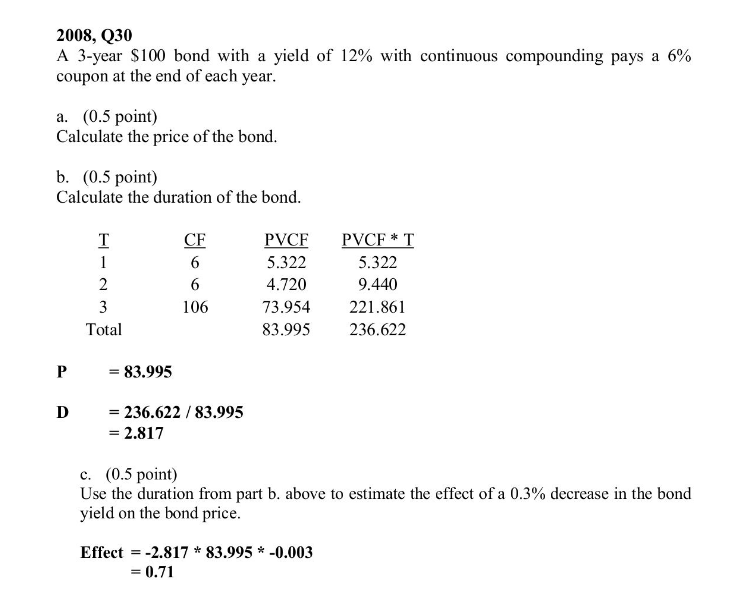 2008, Q30
A 3-year $100 bond with a yield of 12% with continuous compounding pays a 6%
coupon at the end of each year.
a. (0.5 point)
Calculate the price of the bond.
b. (0.5 point)
Calculate the duration of the bond.
T CF PVCF PVCF * T
1 6 5.322 5.322
2 6 4.720 9.440
3 106 73.954 221.861
Total 83.995 236.622
P = 83.995
D = 236.622 / 83.995
= 2.817
c. (0.5 point)
Use the duration from part b. above to estimate the effect of a 0.3% decrease in the bond
yield on the bond price.
Effect = -2.817 * 83.995 * -0.003
= 0.71